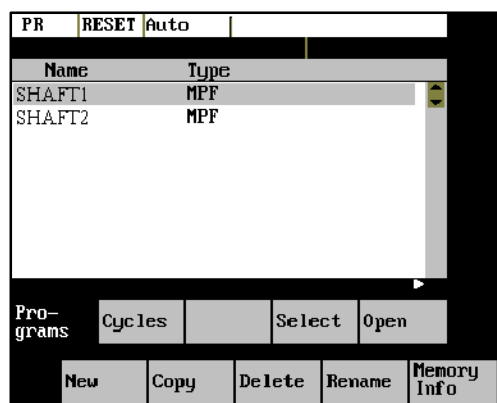 PR RESET Auto
Name Type
SHAFT1 MPF
SHAFT2 MPF
Pro-
grams Cycles Select Open
New Copy Delete Rename Memory
Info